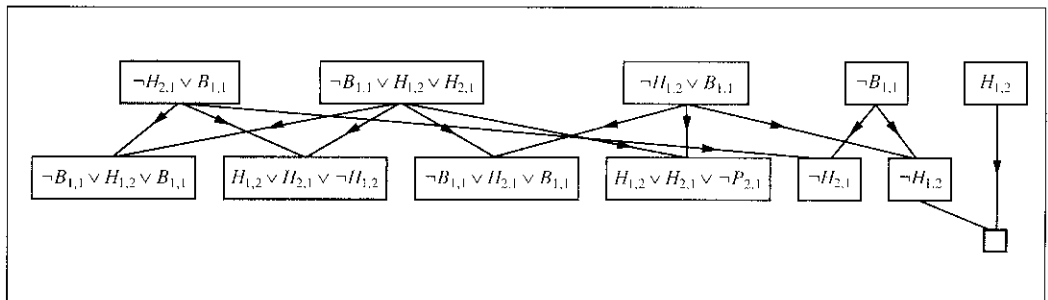 ¬H2,1 ∨ B1,1
¬B1,1 ∨ H1,2 ∨ H2,1
¬H1,2 ∨ B1,1
¬B1,1
H1,2
¬B1,1 ∨ H1,2 ∨ B1,1
H1,2 ∨ H2,1 ∨ ¬H1,2
¬B1,1 ∨ H2,1 ∨ B1,1
H1,2 ∨ H2,1 ∨ ¬P2,1
¬H2,1
¬H1,2